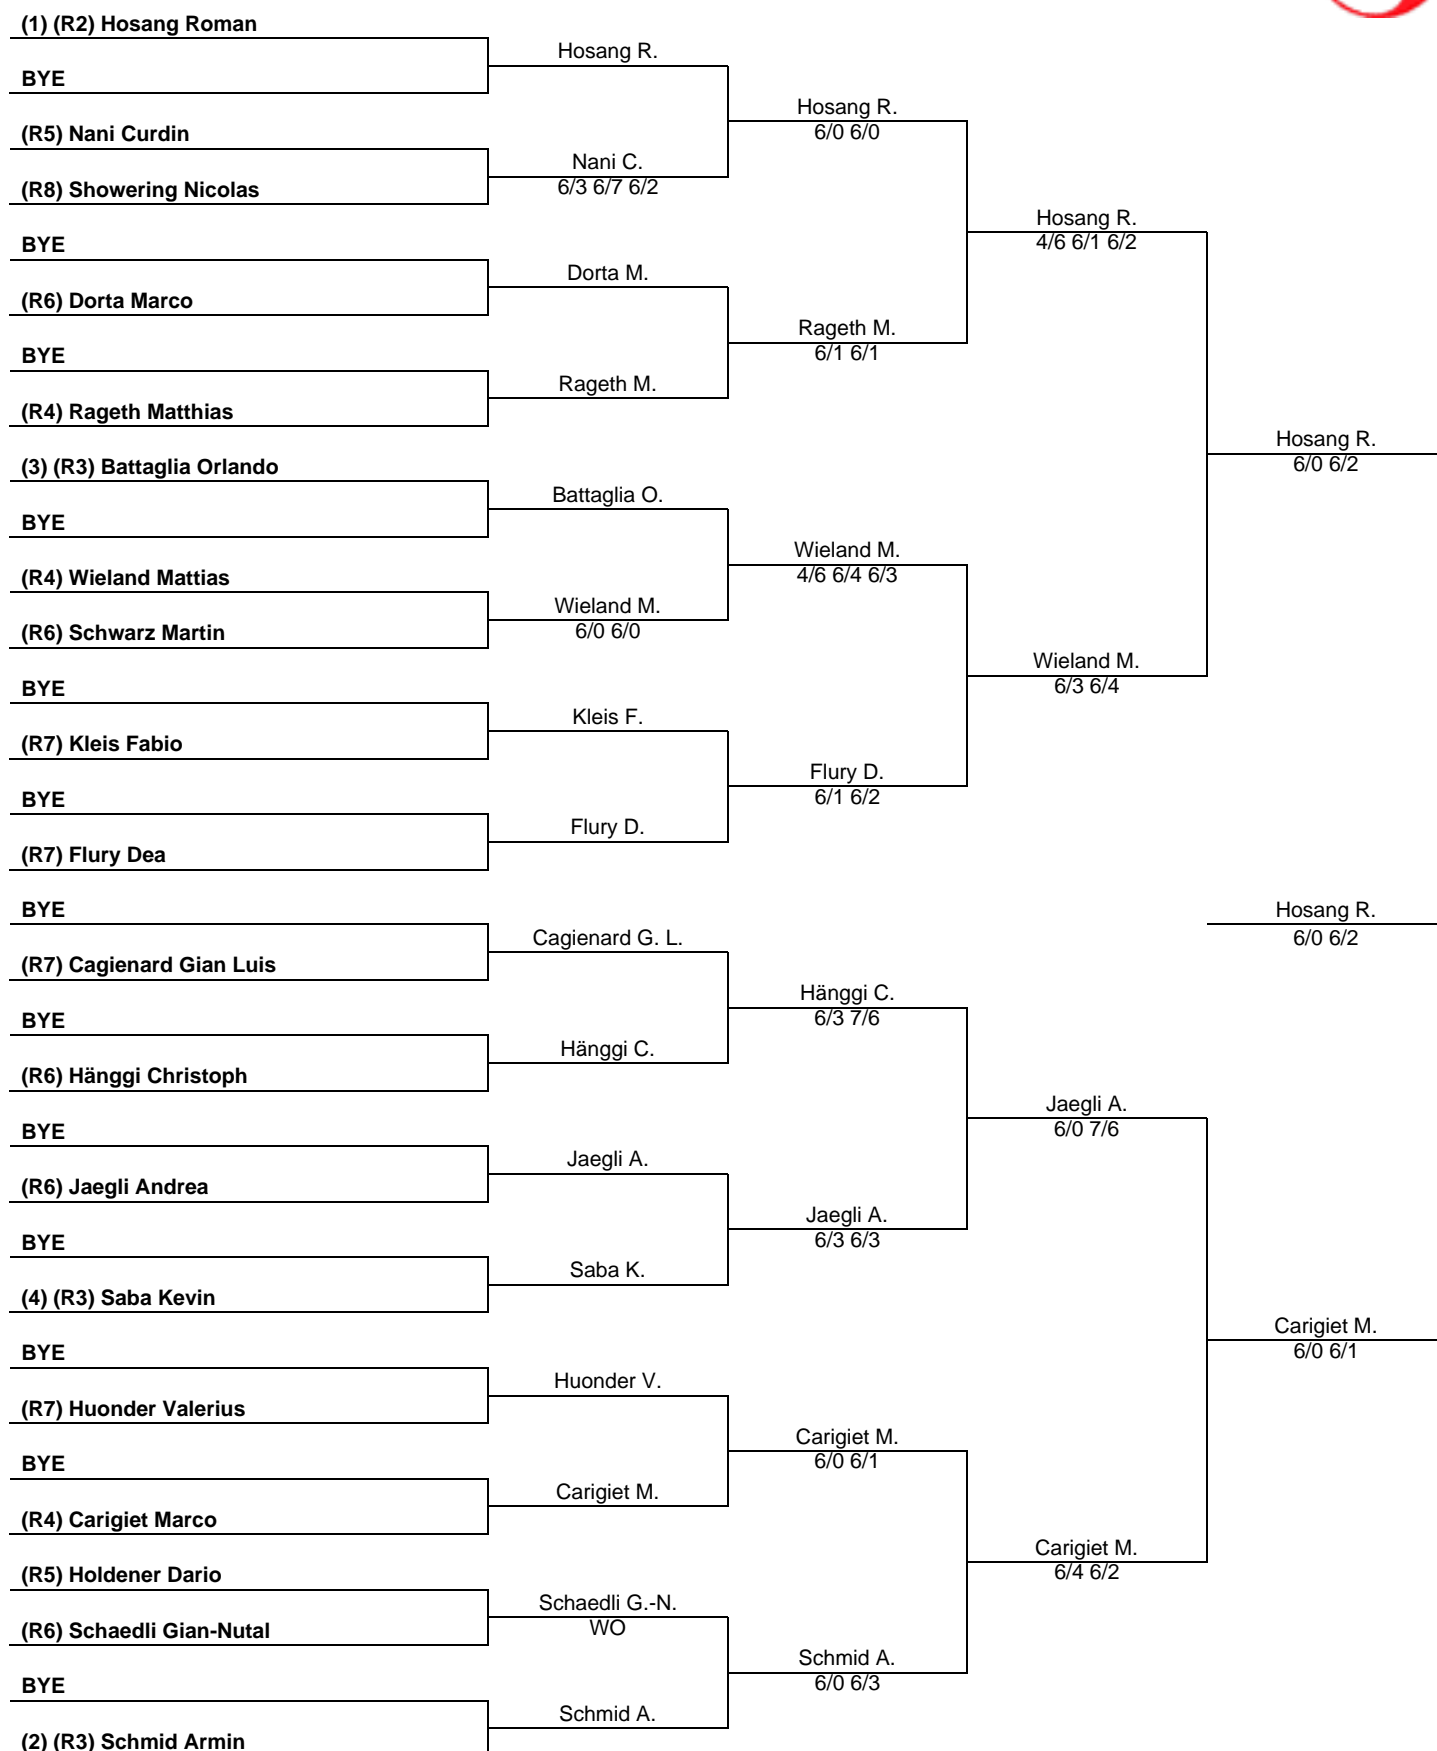 (1) (R2) Hosang Roman
BYE
(R5) Nani Curdin
(R8) Showering Nicolas
BYE
(R6) Dorta Marco
BYE
(R4) Rageth Matthias
(3) (R3) Battaglia Orlando
BYE
(R4) Wieland Mattias
(R6) Schwarz Martin
BYE
(R7) Kleis Fabio
BYE
(R7) Flury Dea
BYE
(R7) Cagienard Gian Luis
BYE
(R6) Hänggi Christoph
BYE
(R6) Jaegli Andrea
BYE
(4) (R3) Saba Kevin
BYE
(R7) Huonder Valerius
BYE
(R4) Carigiet Marco
(R5) Holdener Dario
(R6) Schaedli Gian-Nutal
BYE
(2) (R3) Schmid Armin
Hosang R.
Nani C.
6/3 6/7 6/2
Dorta M.
Rageth M.
Battaglia O.
Wieland M.
6/0 6/0
Kleis F.
Flury D.
Cagienard G. L.
Hänggi C.
Jaegli A.
Saba K.
Huonder V.
Carigiet M.
Schaedli G.-N.
WO
Schmid A.
Hosang R.
6/0 6/0
Rageth M.
6/1 6/1
Wieland M.
4/6 6/4 6/3
Flury D.
6/1 6/2
Hänggi C.
6/3 7/6
Jaegli A.
6/3 6/3
Carigiet M.
6/0 6/1
Schmid A.
6/0 6/3
Hosang R.
4/6 6/1 6/2
Wieland M.
6/3 6/4
Jaegli A.
6/0 7/6
Carigiet M.
6/4 6/2
Hosang R.
6/0 6/2
Hosang R.
6/0 6/2
Carigiet M.
6/0 6/1